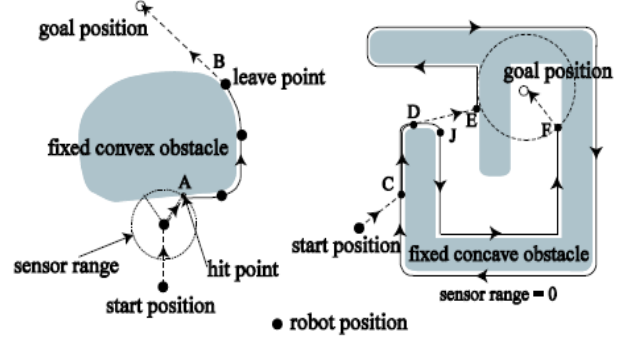 goal position
B
leave point
fixed convex obstacle
A
sensor range
hit point
start position
goal position
D
E
J
F
C
start position
fixed concave obstacle
sensor range = 0
robot position